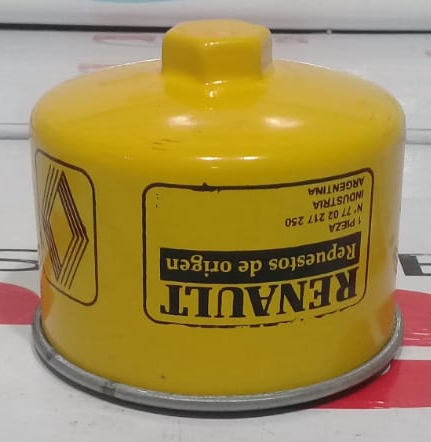 RENAULT
Repuestos de origen
1 PIEZA
N° 77 02 217 250
INDUSTRIA
ARGENTINA